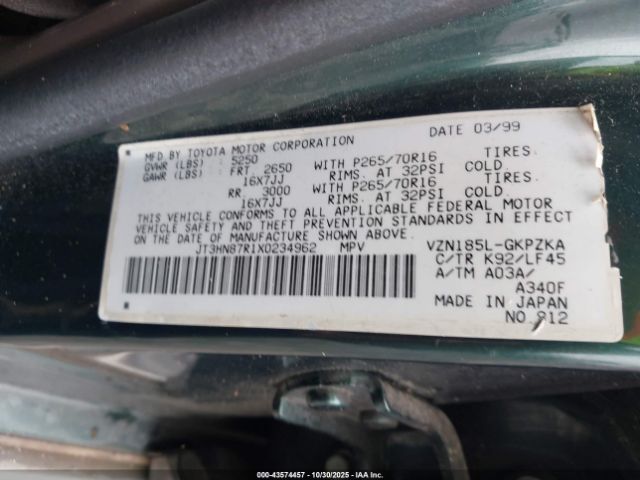 MFD BY TOYOTA MOTOR CORPORATION DATE 03/99
GVWR (LBS) 5250
GAWR (LBS): FRT 2650 WITH P265/70R16 TIRES.
16X7JJ RIMS. AT 32PSI COLD.
RR 3000 WITH P265/70R16 TIRES.
16X7JJ RIMS. AT 32PSI COLD.
THIS VEHICLE CONFORMS TO ALL APPLICABLE FEDERAL MOTOR
VEHICLE SAFETY AND THEFT PREVENTION STANDARDS IN EFFECT
ON THE DATE OF MANUFACTURE SHOWN ABOVE.
JT3HN87R1X0234962 MPV VZN185L-GKPZKA
C/TR K92/LF45
A/TM A03A/
A340F
MADE IN JAPAN
NO.912
000-43574457 - 10/30/2025 - Copyright © 2025 IAA, Inc.